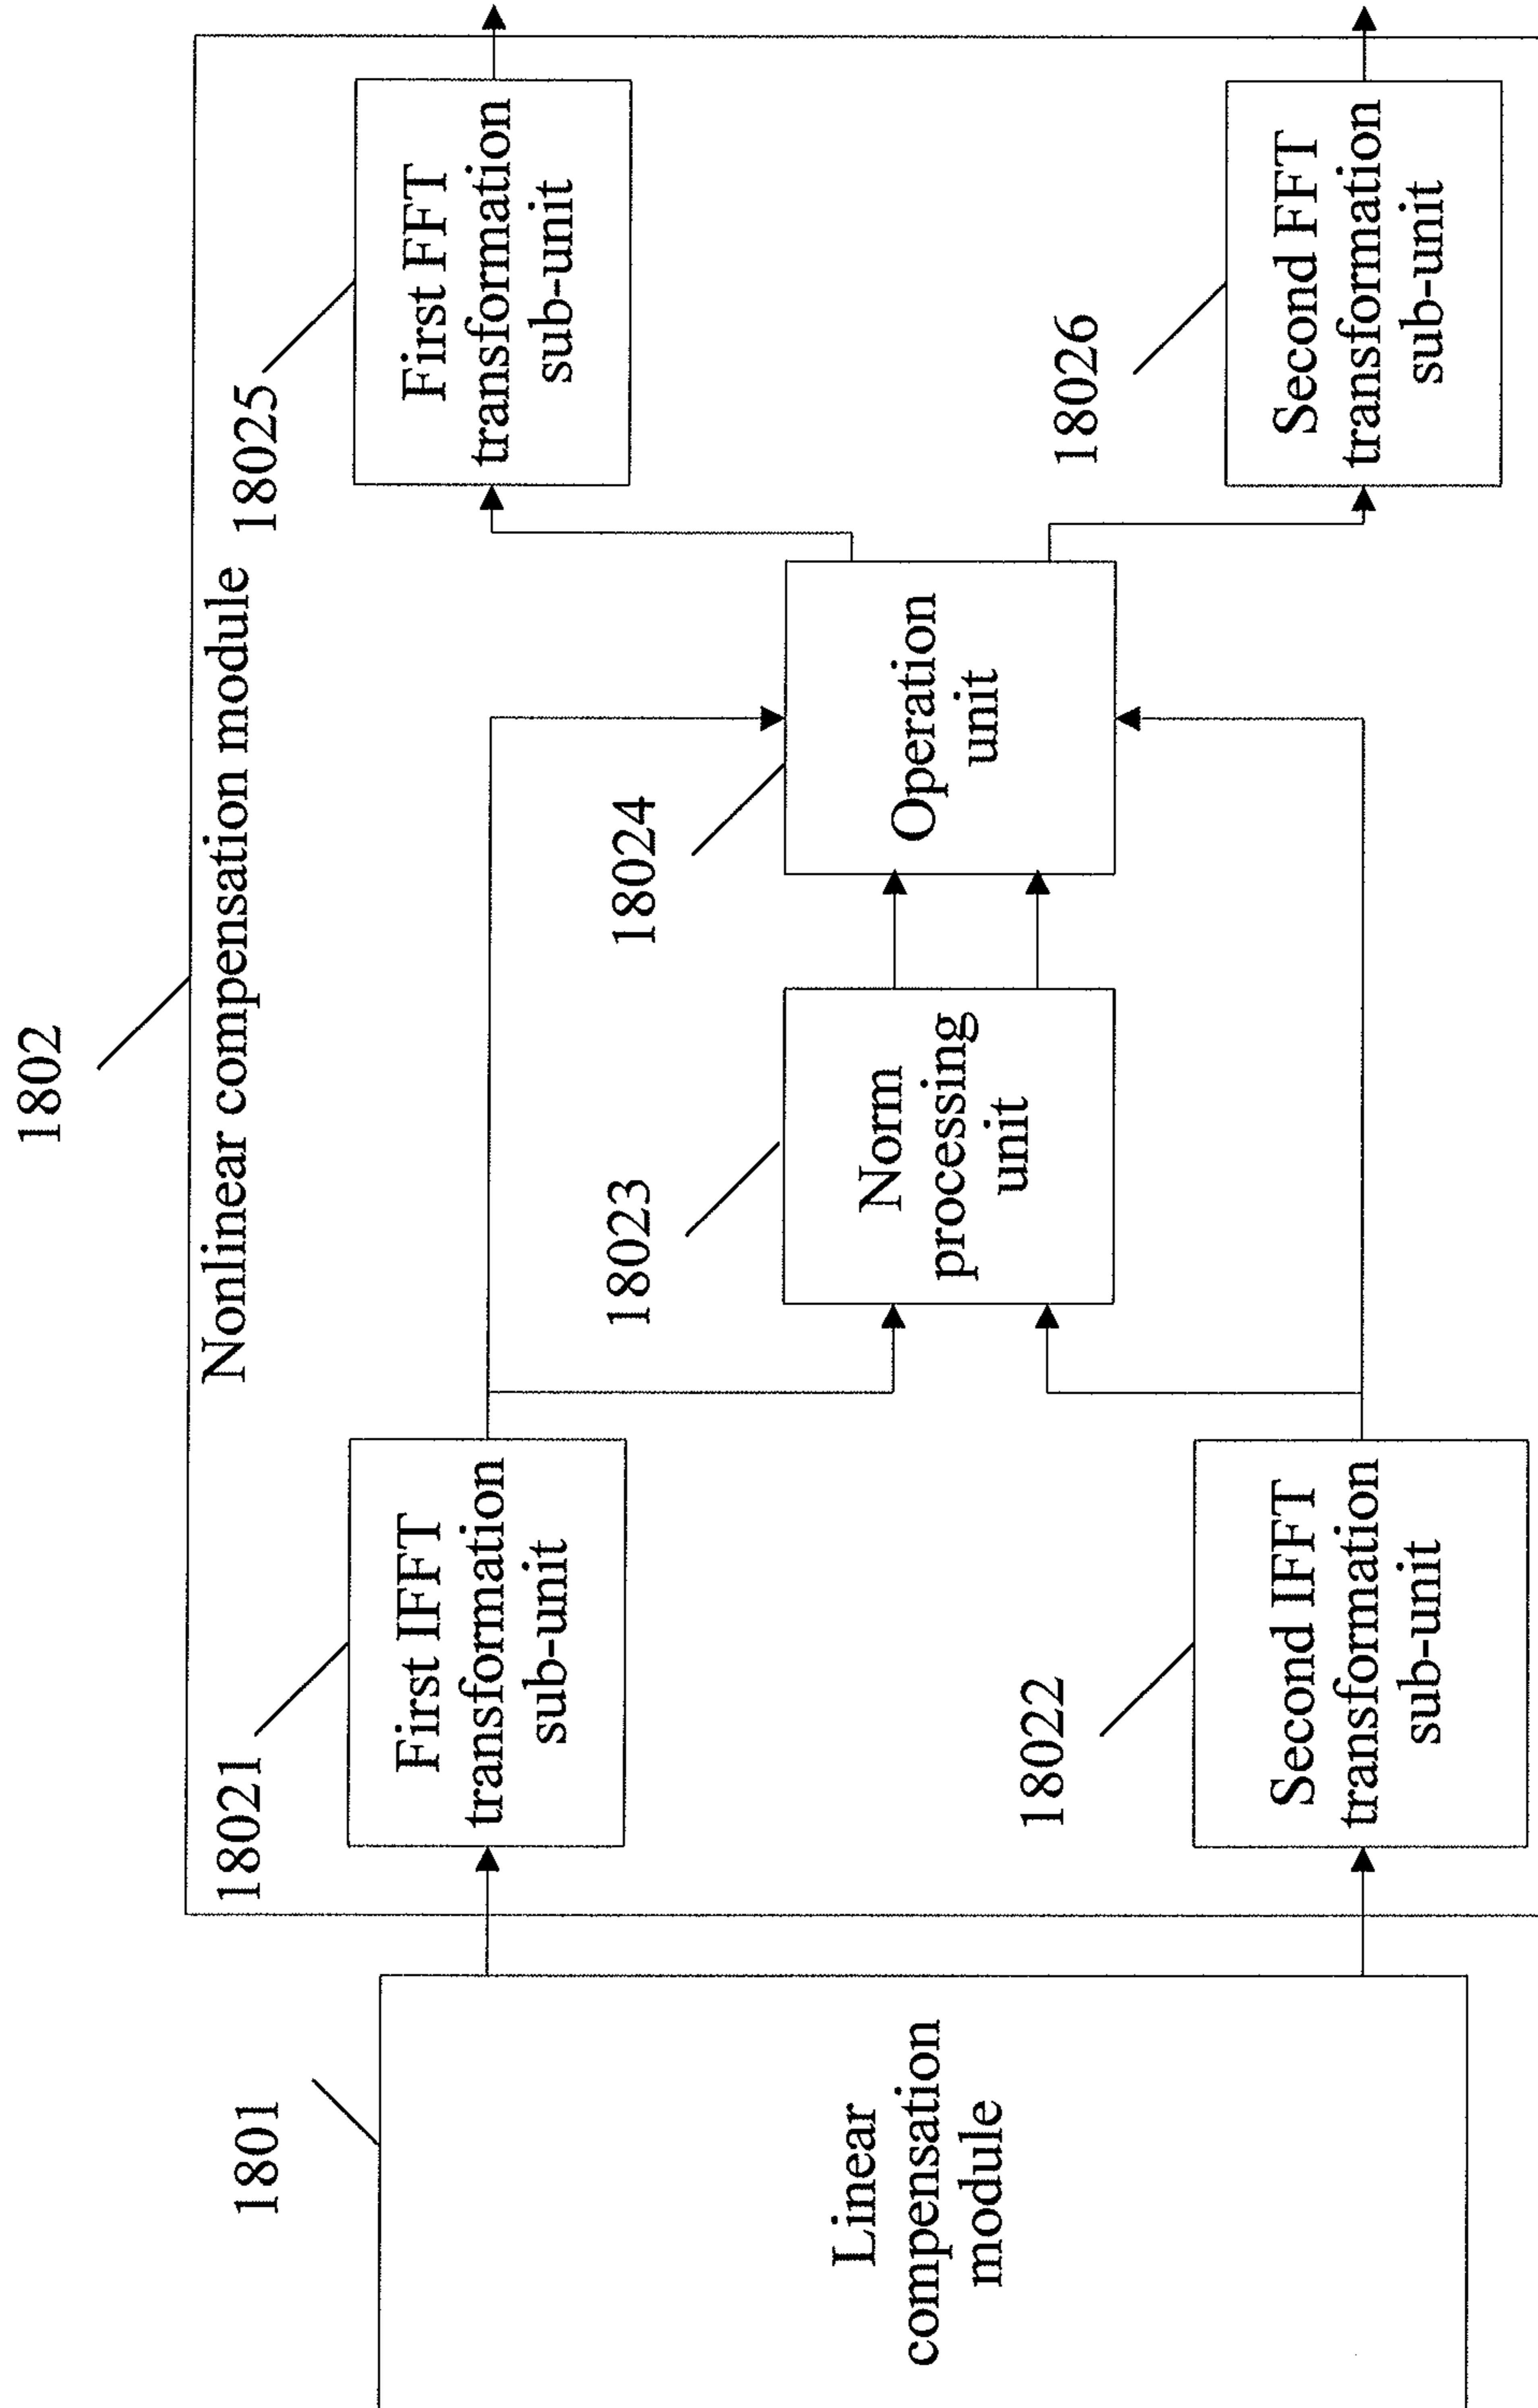 1802
Nonlinear compensation module
1801
Linear
compensation
module
18021
First IFFT
transformation
sub-unit
18022
Second IFFT
transformation
sub-unit
18023
Norm
processing
unit
18024
Operation
unit
18025
First FFT
transformation
sub-unit
18026
Second FFT
transformation
sub-unit